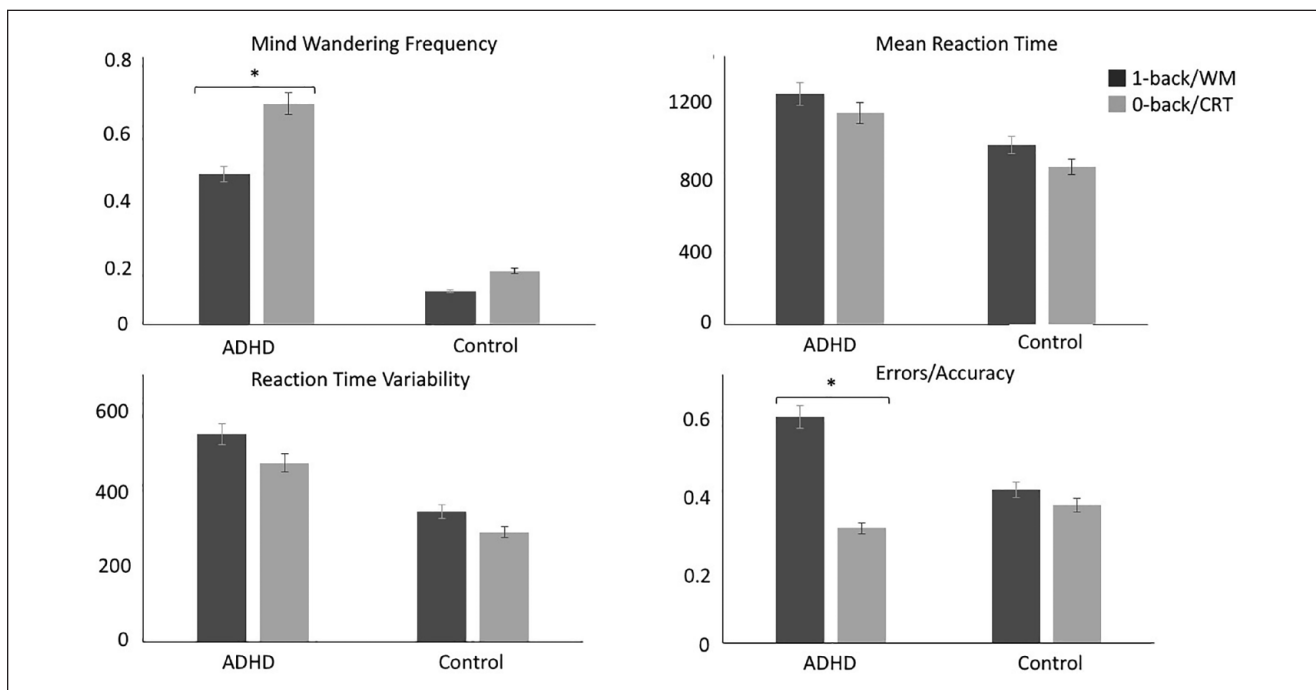 Mind Wandering Frequency
0.8
*
0.6
0.4
0.2
0
ADHD
Control
Mean Reaction Time
1-back/WM
0-back/CRT
1200
800
400
0
ADHD
Control
Reaction Time Variability
600
400
200
0
ADHD
Control
Errors/Accuracy
*
0.6
0.4
0.2
0
ADHD
Control